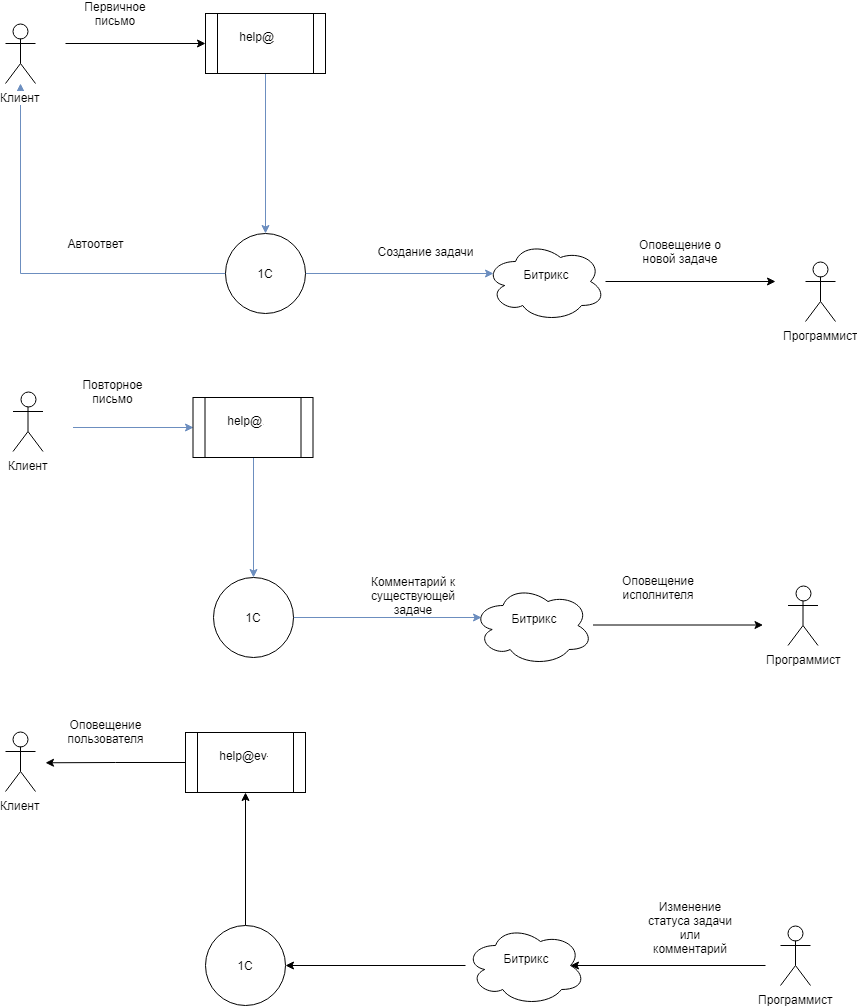 Первичное
письмо
help@
Клиент
Автоответ
1С
Создание задачи
Битрикс
Оповещение о
новой задаче
Программист
Повторное
письмо
help@
Клиент
1С
Комментарий к
существующей
задаче
Битрикс
Оповещение
исполнителя
Программист
Оповещение
пользователя
help@ev
Клиент
1С
Битрикс
Изменение
статуса задачи
или
комментарий
Программист